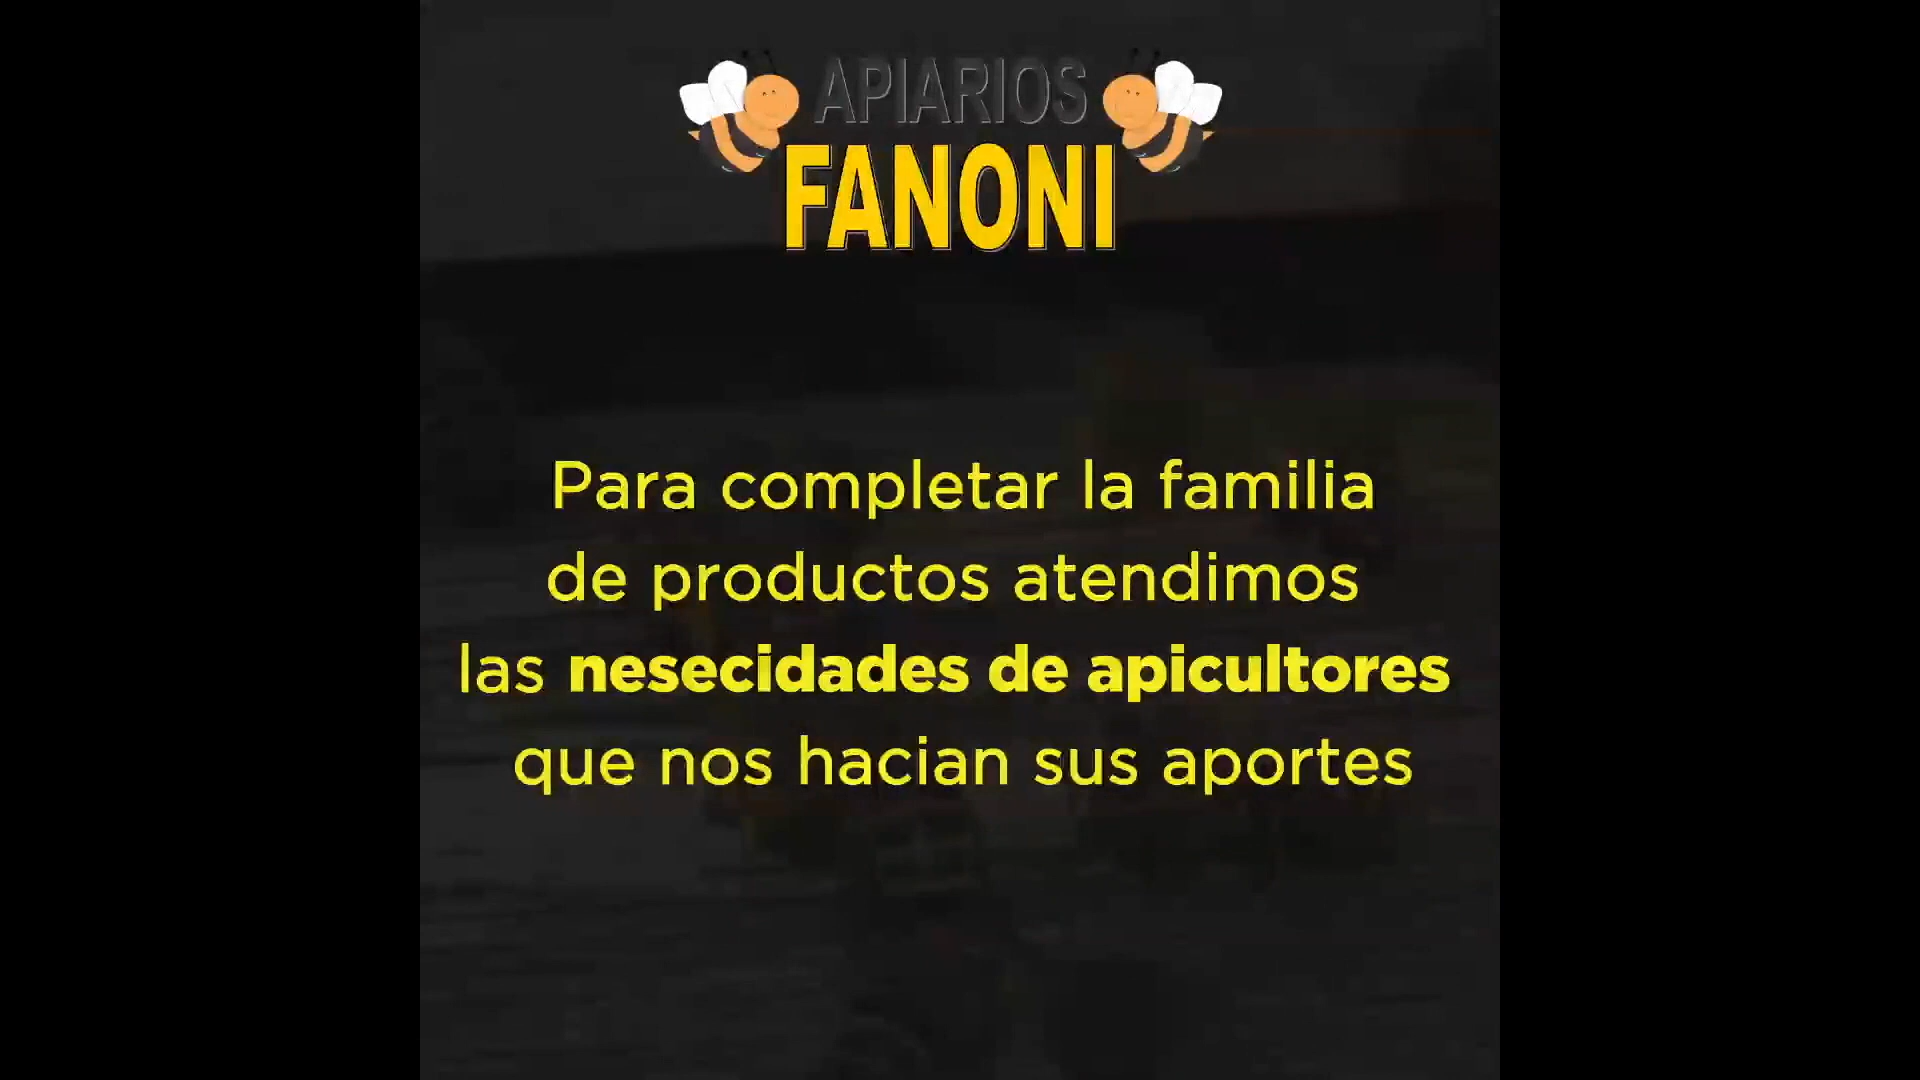 APIARIOS
FANONI
Para completar la familia
de productos atendimos
las nesecidades de apicultores
que nos hacian sus aportes